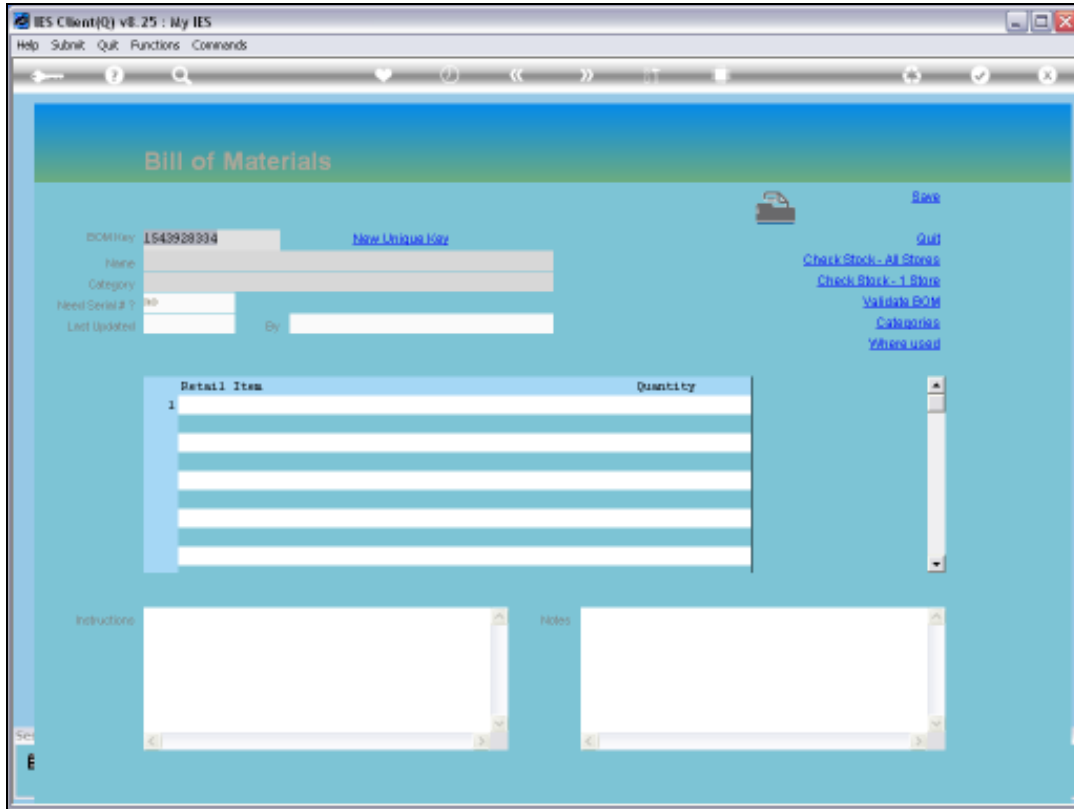 IES Client(Q) v8.25 : My IES
Help Submit Quit Functions Commands
Bill of Materials
Save
BOM Key 1543928334 New Unique Key Quit
Name Check Stock - All Stores
Category Check Stock - 1 Store
Need Serial # ? no Validate BOM
Last Updated By Categories
Where used
Retail Item Quantity
1
Instructions Notes